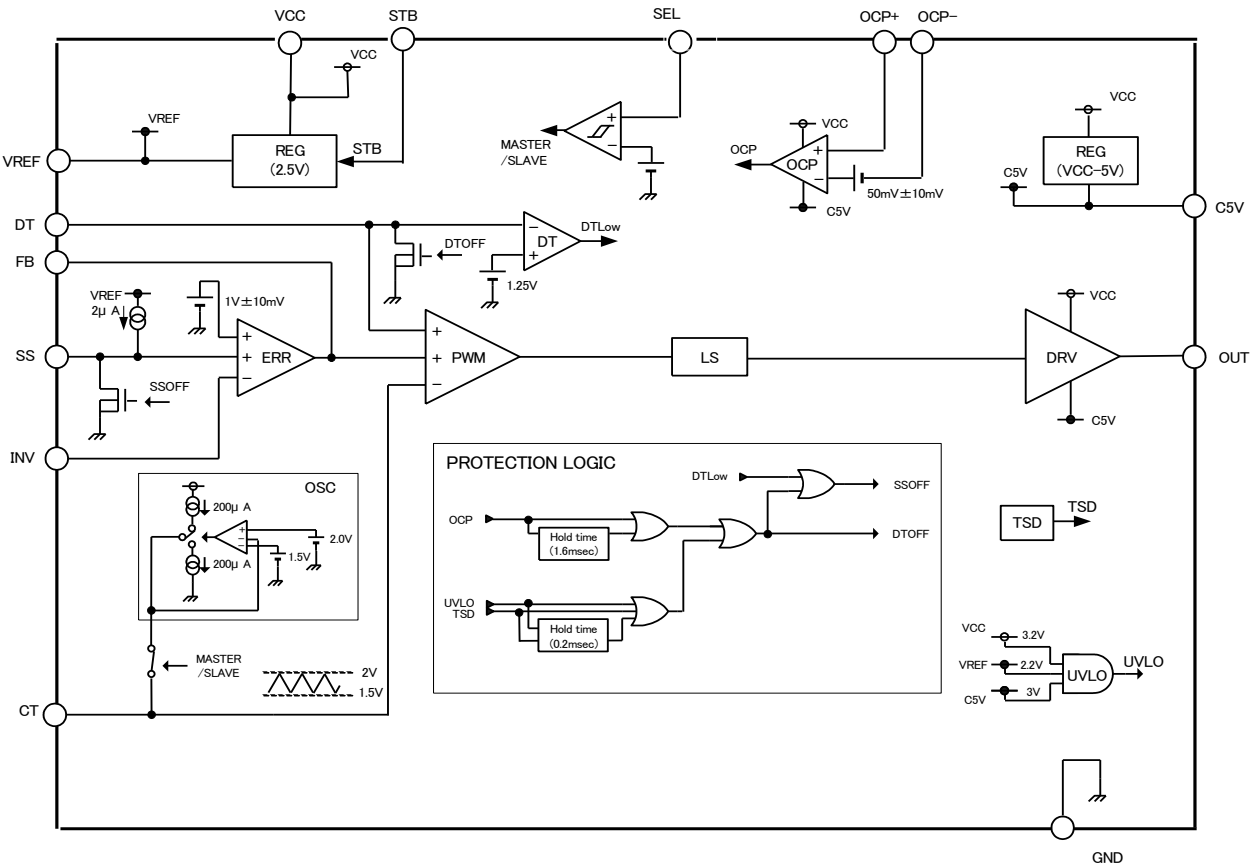 VCC
STB
SEL
OCP+
OCP-
VCC
VREF
VREF
REG
(2.5V)
STB
MASTER
/SLAVE
+
-
OCP
VCC
+
OCP
-
C5V
50mV±10mV
VCC
REG
(VCC-5V)
C5V
C5V
DT
FB
DTOFF
-
DT
+
DTLow
1.25V
VREF
2μ A
1V±10mV
SS
+
+
ERR
-
SSOFF
INV
+
+
PWM
-
LS
VCC
DRV
C5V
OUT
OSC
200μ A
200μ A
+
-
-
1.5V
2.0V
MASTER
/SLAVE
2V
1.5V
CT
PROTECTION LOGIC
DTLow
SSOFF
OCP
Hold time
(1.6msec)
DTOFF
UVLO
TSD
Hold time
(0.2msec)
TSD
TSD
VCC
3.2V
VREF
2.2V
C5V
3V
UVLO
UVLO
GND